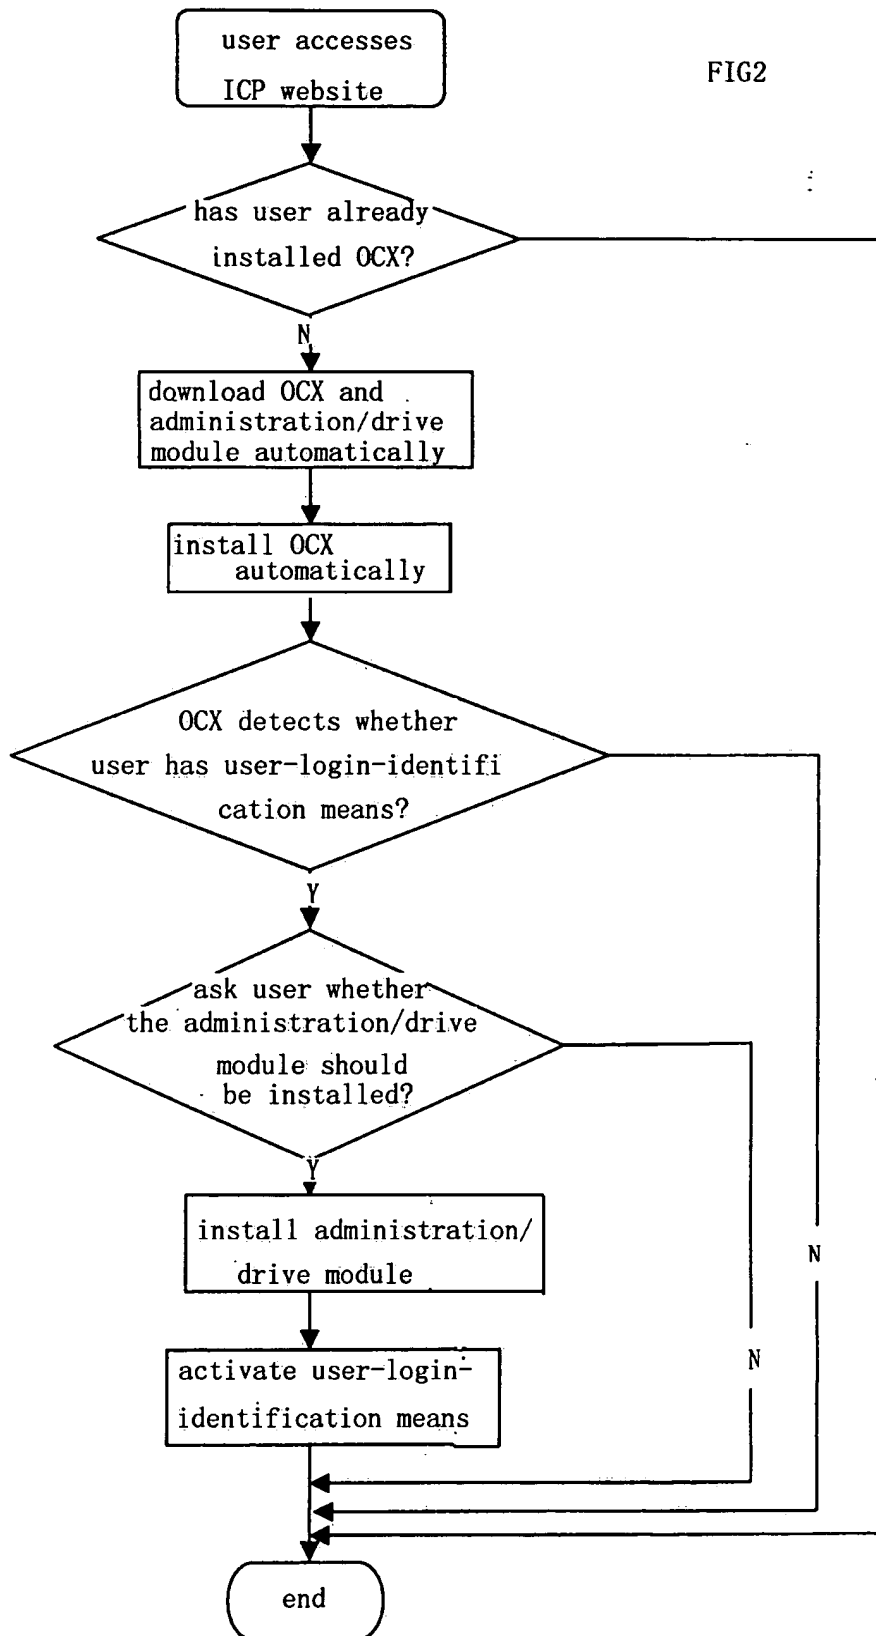 user accesses
ICP website
FIG2
has user already
installed OCX?
N
download OCX and
administration/drive
module automatically
install OCX
automatically
OCX detects whether
user has user-login-identifi
cation means?
Y
ask user whether
the administration/drive
module should
be installed?
Y
install administration/
drive module
N
activate user-login-
identification means
N
end